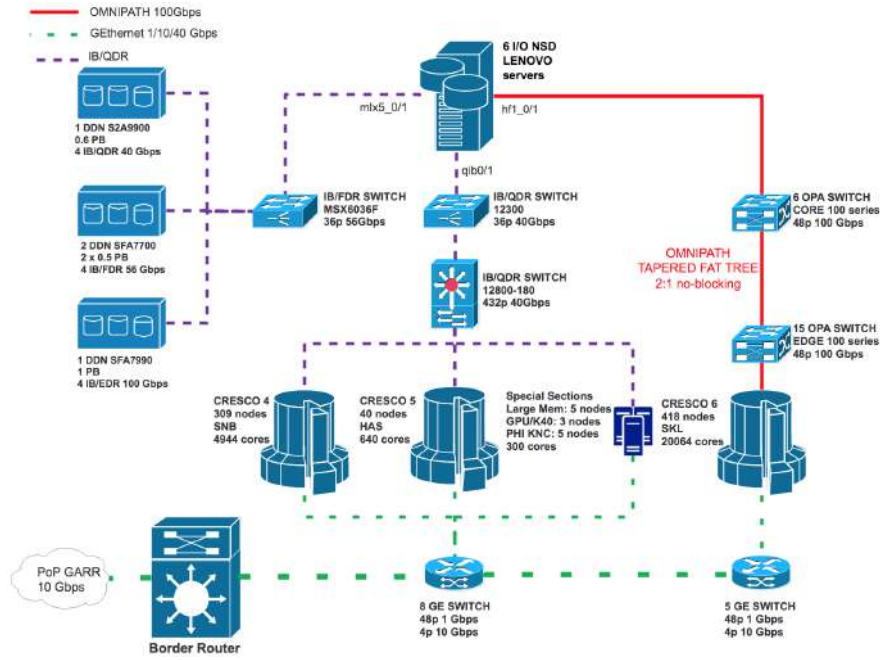 OMNIPATH 100Gbps
GEthernet 1/10/40 Gbps
IB/QDR
6 I/O NSD
LENOVO
servers
mlx5_0/1
hf1_0/1
qib0/1
1 DDN S2A9900
0.6 PB
4 IB/QDR 40 Gbps
2 DDN SFA7700
2 x 0.5 PB
4 IB/FDR 56 Gbps
1 DDN SFA7990
1 PB
4 IB/EDR 100 Gbps
IB/FDR SWITCH
MSX6036F
36p 56Gbps
IB/QDR SWITCH
12300
36p 40Gbps
IB/QDR SWITCH
12800-180
432p 40Gbps
6 OPA SWITCH
CORE 100 series
48p 100 Gbps
OMNIPATH
TAPERED FAT TREE
2:1 no-blocking
15 OPA SWITCH
EDGE 100 series
48p 100 Gbps
CRESCO 4
309 nodes
SNB
4944 cores
CRESCO 5
40 nodes
HAS
640 cores
Special Sections
Large Mem: 5 nodes
GPU/K40: 3 nodes
PHI KNC: 5 nodes
300 cores
CRESCO 6
418 nodes
SKL
20064 cores
PoP GARR
10 Gbps
Border Router
8 GE SWITCH
48p 1 Gbps
4p 10 Gbps
5 GE SWITCH
48p 1 Gbps
4p 10 Gbps